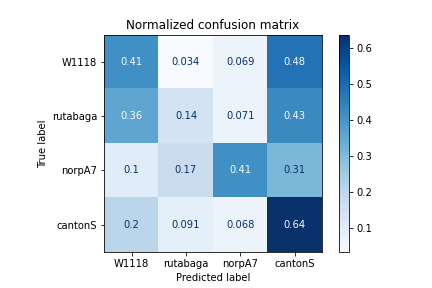 Normalized confusion matrix
True label
W1118 0.41 0.034 0.069 0.48
rutabaga 0.36 0.14 0.071 0.43
norpA7 0.1 0.17 0.41 0.31
cantonS 0.2 0.091 0.068 0.64
W1118 rutabaga norpA7 cantonS
Predicted label
0.6
0.5
0.4
0.3
0.2
0.1